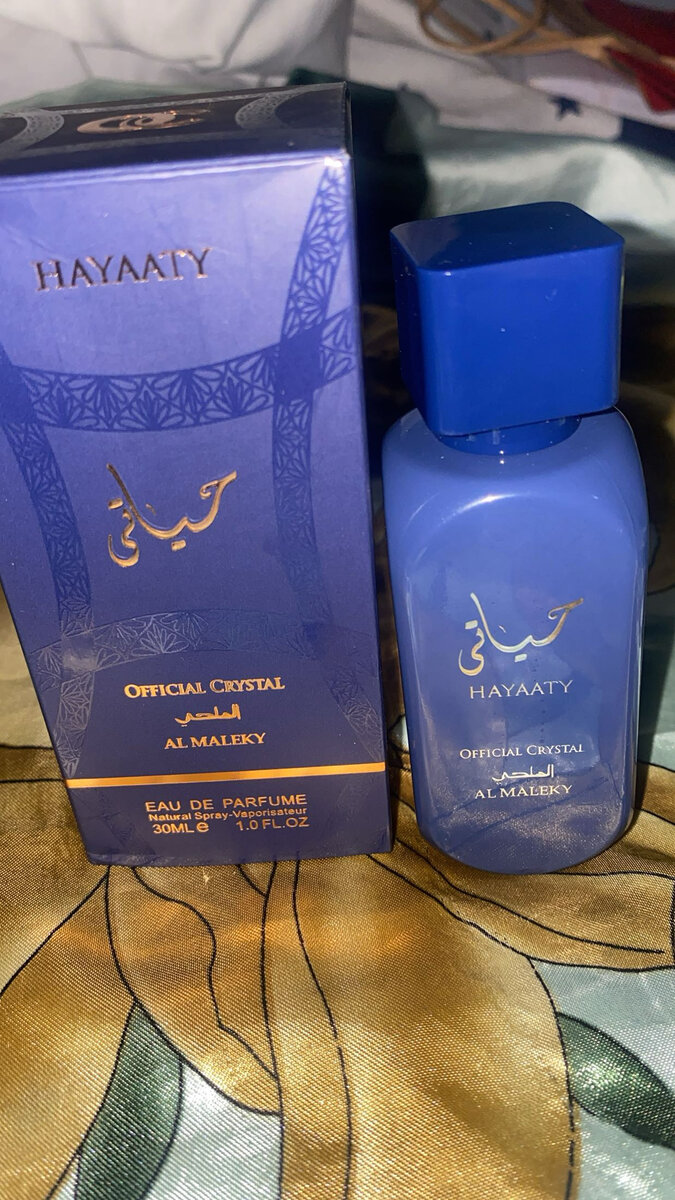 HAYAATY
حياتي
OFFICIAL CRYSTAL
الملحي
AL MALEKY
EAU DE PARFUME
Natural Spray-Vaporisateur
30ML e 1.0 FL.OZ
حياتي
HAYAATY
OFFICIAL CRYSTAL
الملحي
AL MALEKY